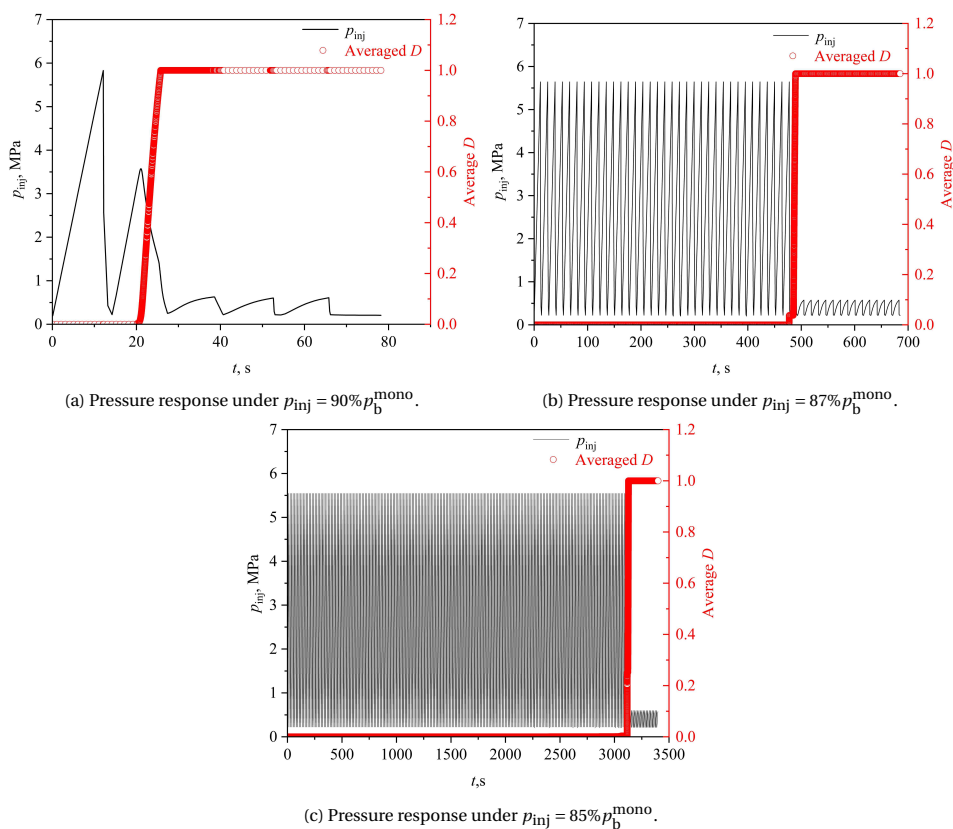 7
6
5
4
3
2
1
0
p_inj, MPa
p_inj
Averaged D
1.2
1.0
0.8
0.6
0.4
0.2
0.0
Average D
0 20 40 60 80
t, s
(a) Pressure response under p_inj = 90%p_b^mono.
7
6
5
4
3
2
1
0
p_inj, MPa
p_inj
Averaged D
1.2
1.0
0.8
0.6
0.4
0.2
0.0
Average D
0 100 200 300 400 500 600 700
t, s
(b) Pressure response under p_inj = 87%p_b^mono.
7
6
5
4
3
2
1
0
p_inj, MPa
p_inj
Averaged D
1.2
1.0
0.8
0.6
0.4
0.2
0.0
Average D
0 500 1000 1500 2000 2500 3000 3500
t,s
(c) Pressure response under p_inj = 85%p_b^mono.